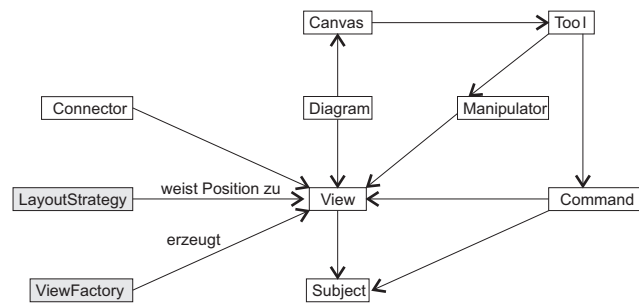 Canvas
Tool
Connector
Diagram
Manipulator
LayoutStrategy
weist Position zu
View
Command
erzeugt
ViewFactory
Subject